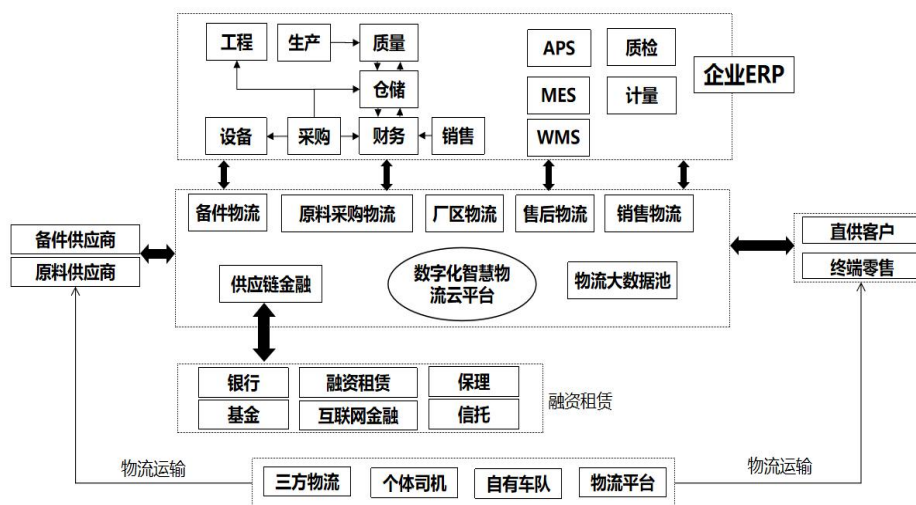 工程
生产
质量
APS
质检
企业ERP
仓储
MES
计量
设备
采购
财务
销售
WMS
备件物流
原料采购物流
厂区物流
售后物流
销售物流
备件供应商
原料供应商
直供客户
终端零售
供应链金融
数字化智慧物
流云平台
物流大数据池
银行
融资租赁
保理
基金
互联网金融
信托
融资租赁
物流运输
物流运输
三方物流
个体司机
自有车队
物流平台